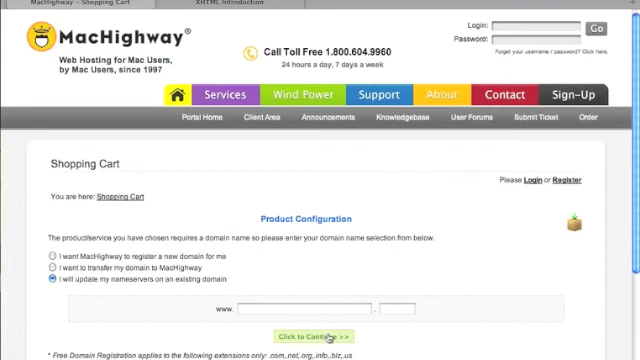 MacHighway – Shopping Cart
XHTML Introduction
MacHighway®
Web Hosting for Mac Users,
by Mac Users, since 1997
Call Toll Free 1.800.604.9960
24 hours a day, 7 days a week
Login:
Password:
Go
Forgot your username / password? Click here.
Services Wind Power Support About Contact Sign-Up
Portal Home Client Area Announcements Knowledgebase User Forums Submit Ticket Order
Shopping Cart
Please Login or Register
You are here: Shopping Cart
Product Configuration
The product/service you have chosen requires a domain name so please enter your domain name selection from below.
I want MacHighway to register a new domain for me
I want to transfer my domain to MacHighway
I will update my nameservers on an existing domain
www. .
Click to Continue >>
* Free Domain Registration applies to the following extensions only: .com,.net,.org,.info,.biz,.us